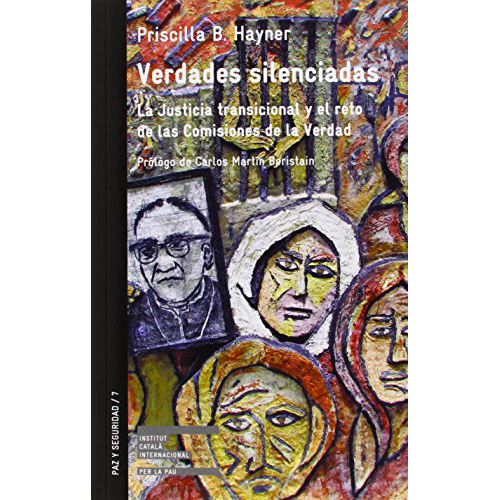 Priscilla B. Hayner
Verdades silenciadas
La Justicia transicional y el reto
de las Comisiones de la Verdad
Prólogo de Carlos Martín Beristain
PAZ Y SEGURIDAD / 7
INSTITUT
CATALÀ
INTERNACIONAL
PER LA PAU